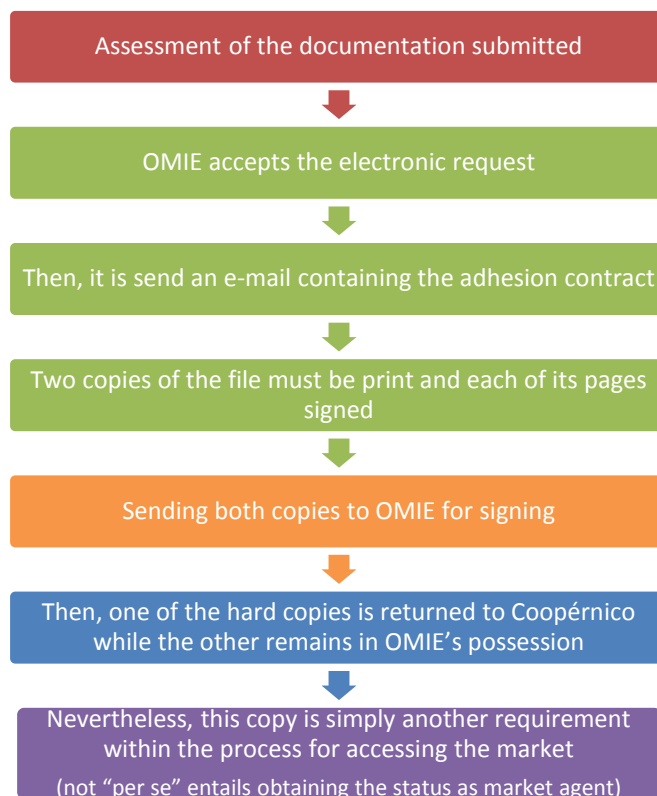 Assessment of the documentation submitted
OMIE accepts the electronic request
Then, it is send an e-mail containing the adhesion contract
Two copies of the file must be print and each of its pages
signed
Sending both copies to OMIE for signing
Then, one of the hard copies is returned to Coopérnico
while the other remains in OMIE’s possession
Nevertheless, this copy is simply another requirement
within the process for accessing the market
(not “per se” entails obtaining the status as market agent)